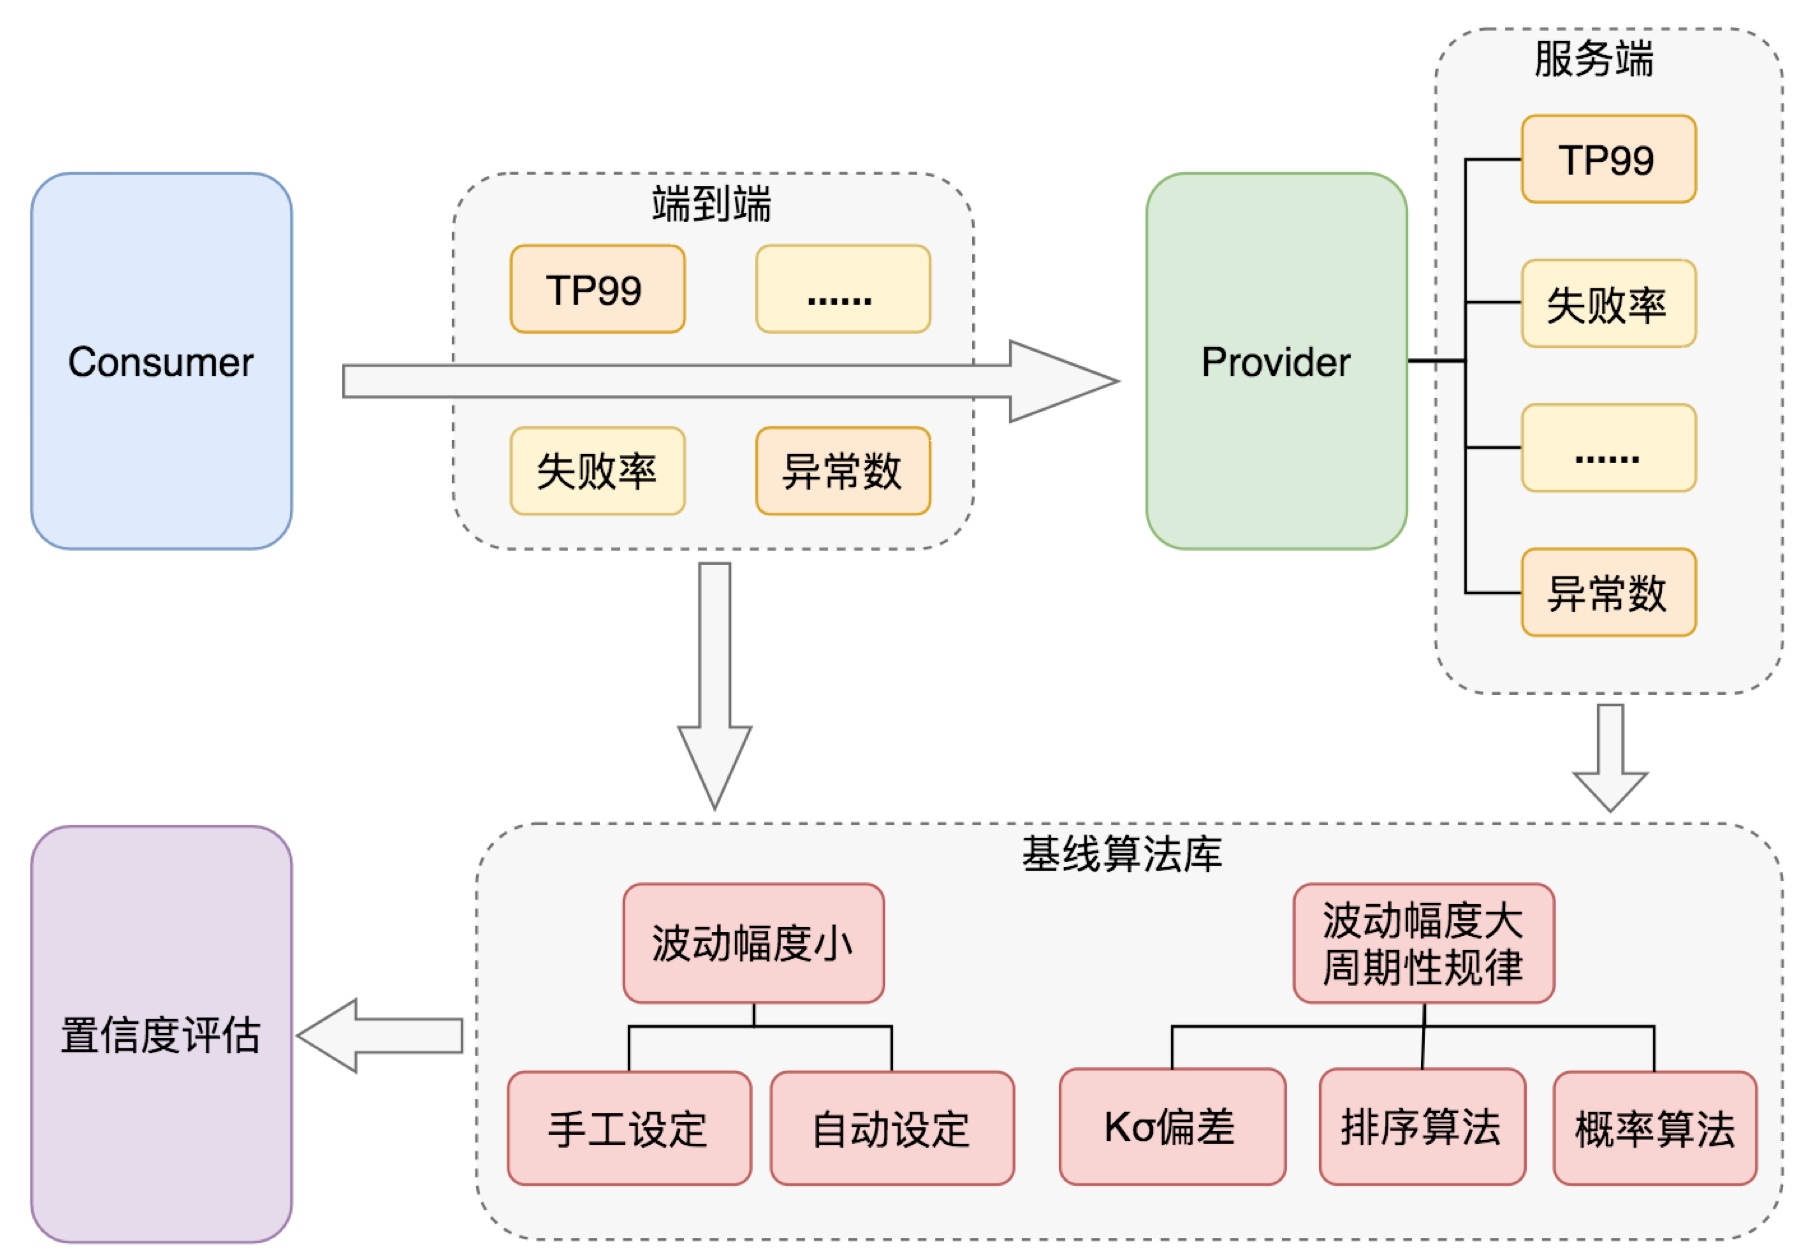 服务端
TP99
失败率
......
异常数
端到端
TP99
......
失败率
异常数
Consumer
Provider
基线算法库
波动幅度小
手工设定
自动设定
波动幅度大
周期性规律
Kσ偏差
排序算法
概率算法
置信度评估